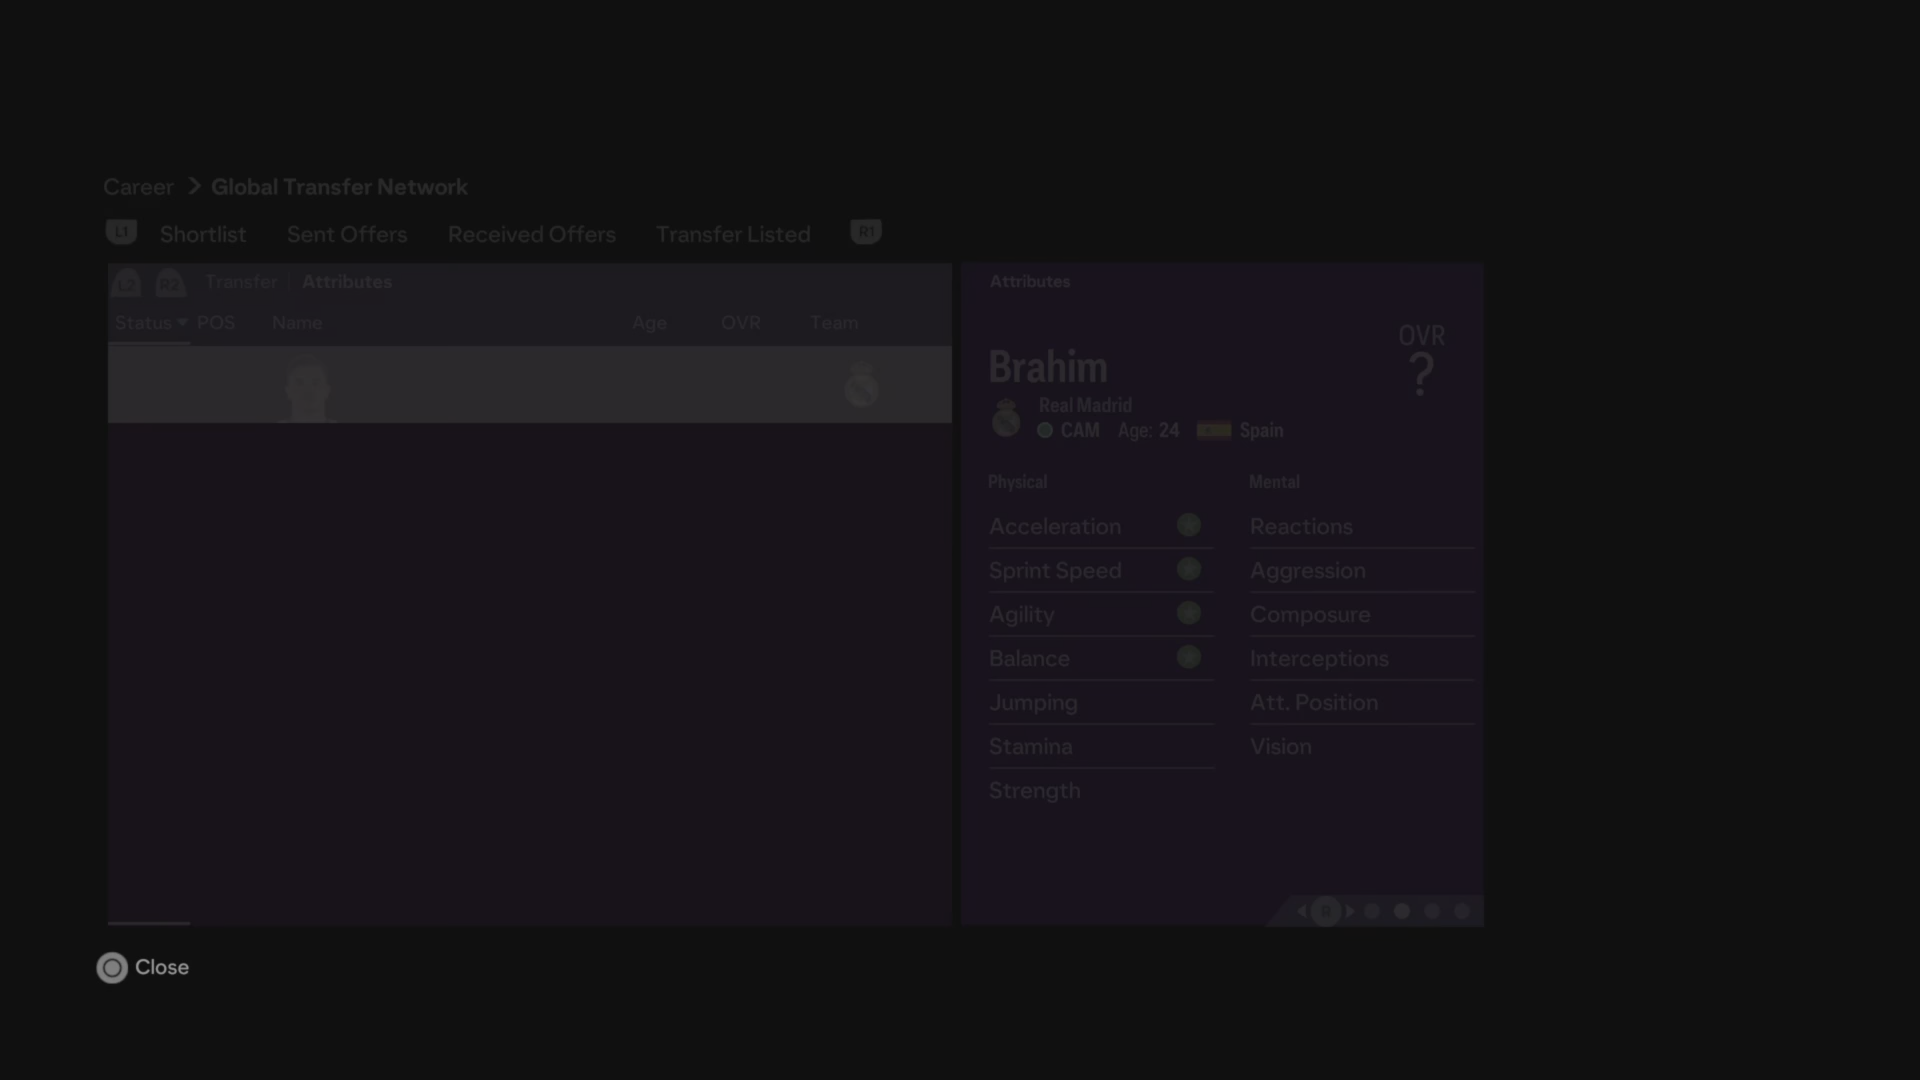 Career > Global Transfer Network
L1 Shortlist Sent Offers Received Offers Transfer Listed R1
L2 R2 Transfer Attributes
Status POS Name Age OVR Team
Attributes
OVR
?
Brahim
Real Madrid
CAM Age: 24 Spain
Physical
Acceleration
Sprint Speed
Agility
Balance
Jumping
Stamina
Strength
Mental
Reactions
Aggression
Composure
Interceptions
Att. Position
Vision
R
Close